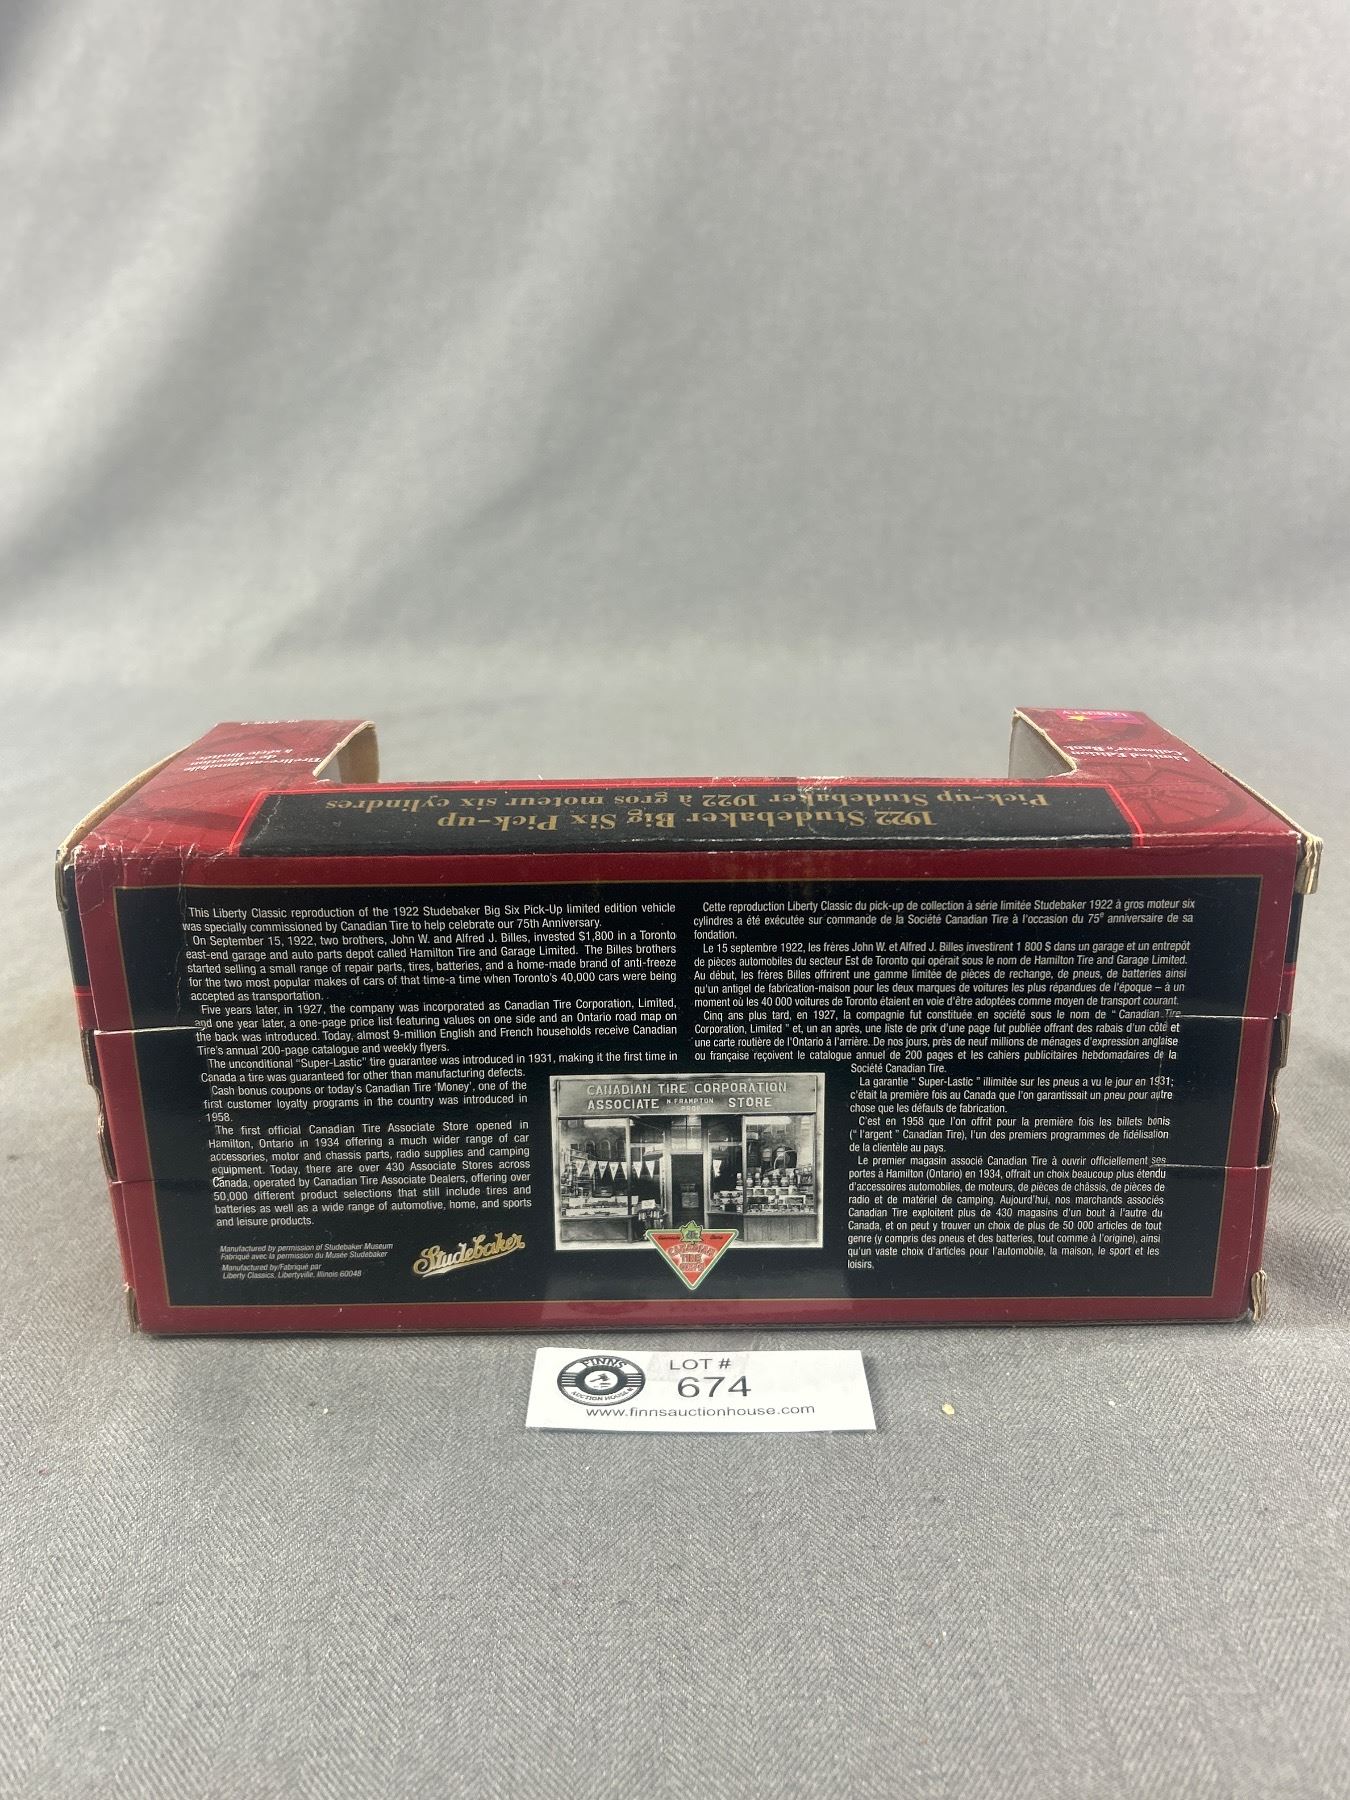 LIBERTY
Limited Edition
Collector's Bank
Tirelire-automobile
de collection
à série limitée
1922 Studebaker Big Six Pick-up
Pick-up Studebaker 1922 à gros moteur six cylindres
This Liberty Classic reproduction of the 1922 Studebaker Big Six Pick-Up limited edition vehicle
was specially commissioned by Canadian Tire to help celebrate our 75th Anniversary.
On September 15, 1922, two brothers, John W. and Alfred J. Billes, invested $1,800 in a Toronto
east-end garage and auto parts depot called Hamilton Tire and Garage Limited. The Billes brothers
started selling a small range of repair parts, tires, batteries, and a home-made brand of anti-freeze
for the two most popular makes of cars of that time-a time when Toronto's 40,000 cars were being
accepted as transportation.
Five years later, in 1927, the company was incorporated as Canadian Tire Corporation, Limited,
and one year later, a one-page price list featuring values on one side and an Ontario road map on
the back was introduced. Today, almost 9-million English and French households receive Canadian
Tire's annual 200-page catalogue and weekly flyers.
The unconditional "Super-Lastic" tire guarantee was introduced in 1931, making it the first time in
Canada a tire was guaranteed for other than manufacturing defects.
Cash bonus coupons or today's Canadian Tire 'Money', one of the
first customer loyalty programs in the country was introduced in
1958.
The first official Canadian Tire Associate Store opened in
Hamilton, Ontario in 1934 offering a much wider range of car
accessories, motor and chassis parts, radio supplies and camping
equipment. Today, there are over 430 Associate Stores across
Canada, operated by Canadian Tire Associate Dealers, offering over
50,000 different product selections that still include tires and
batteries as well as a wide range of automotive, home, and sports
and leisure products.
Manufactured by permission of Studebaker Museum
Fabriqué avec la permission du Musée Studebaker
Manufactured by/Fabriqué par
Liberty Classics, Libertyville, Illinois 60048
Studebaker
CANADIAN TIRE CORPORATION
ASSOCIATE N. FRAMPTON PROP. STORE
CANADIAN
TIRE
Cette reproduction Liberty Classic du pick-up de collection à série limitée Studebaker 1922 à gros moteur six
cylindres a été exécutée sur commande de la Société Canadian Tire à l'occasion du 75e anniversaire de sa
fondation.
Le 15 septembre 1922, les frères John W. et Alfred J. Billes investirent 1 800 $ dans un garage et un entrepôt
de pièces automobiles du secteur Est de Toronto qui opérait sous le nom de Hamilton Tire and Garage Limited.
Au début, les frères Billes offrirent une gamme limitée de pièces de rechange, de pneus, de batteries ainsi
qu'un antigel de fabrication-maison pour les deux marques de voitures les plus répandues de l'époque – à un
moment où les 40 000 voitures de Toronto étaient en voie d'être adoptées comme moyen de transport courant.
Cinq ans plus tard, en 1927, la compagnie fut constituée en société sous le nom de " Canadian Tire
Corporation, Limited " et, un an après, une liste de prix d'une page fut publiée offrant des rabais d'un côté et
une carte routière de l'Ontario à l'arrière. De nos jours, près de neuf millions de ménages d'expression anglaise
ou française reçoivent le catalogue annuel de 200 pages et les cahiers publicitaires hebdomadaires de la
Société Canadian Tire.
La garantie " Super-Lastic " illimitée sur les pneus a vu le jour en 1931;
c'était la première fois au Canada que l'on garantissait un pneu pour autre
chose que les défauts de fabrication.
C'est en 1958 que l'on offrit pour la première fois les billets bonis
(" l'argent " Canadian Tire), l'un des premiers programmes de fidélisation
de la clientèle au pays.
Le premier magasin associé Canadian Tire à ouvrir officiellement ses
portes à Hamilton (Ontario) en 1934, offrait un choix beaucoup plus étendu
d'accessoires automobiles, de moteurs, de pièces de châssis, de pièces de
radio et de matériel de camping. Aujourd'hui, nos marchands associés
Canadian Tire exploitent plus de 430 magasins d'un bout à l'autre du
Canada, et on peut y trouver un choix de plus de 50 000 articles de tout
genre (y compris des pneus et des batteries, tout comme à l'origine), ainsi
qu'un vaste choix d'articles pour l'automobile, la maison, le sport et les
loisirs.
FINNS
AUCTION HOUSE
LOT #
674
www.finnsauctionhouse.com